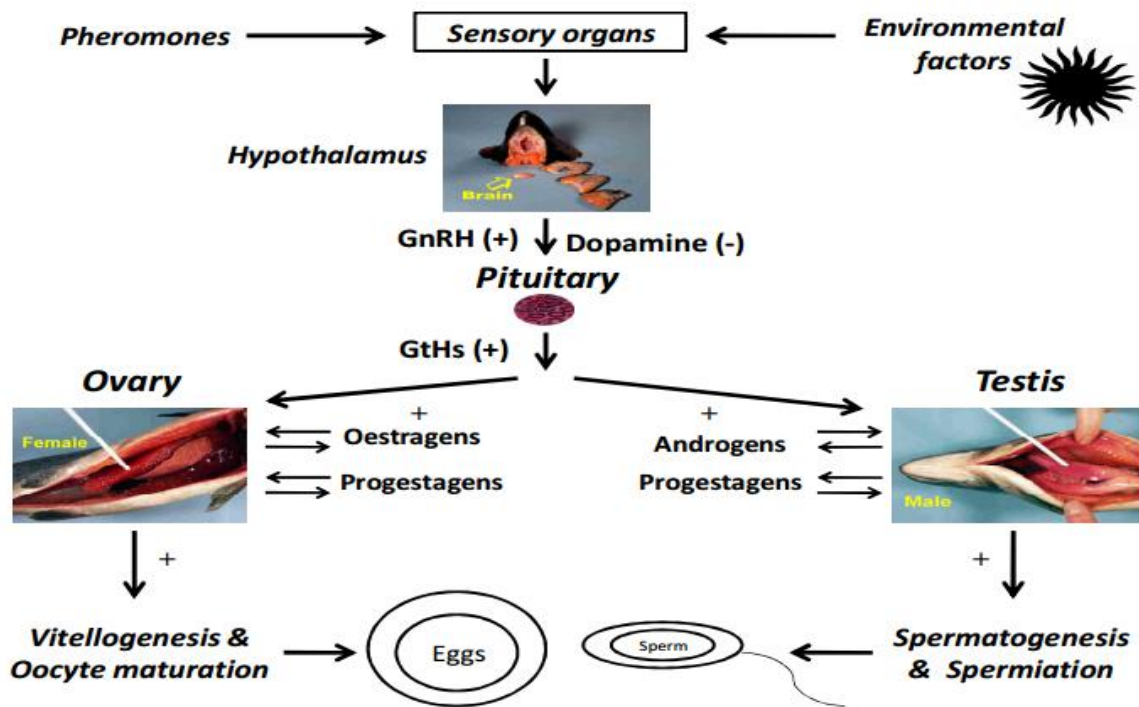 Pheromones
Sensory organs
Environmental
factors
Hypothalamus
Brain
GnRH (+)
Dopamine (-)
Pituitary
GtHs (+)
Ovary
Testis
+
+
Female
Oestragens
Androgens
Progestagens
Progestagens
Male
+
+
Vitellogenesis &
Oocyte maturation
Eggs
Sperm
Spermatogenesis
& Spermiation